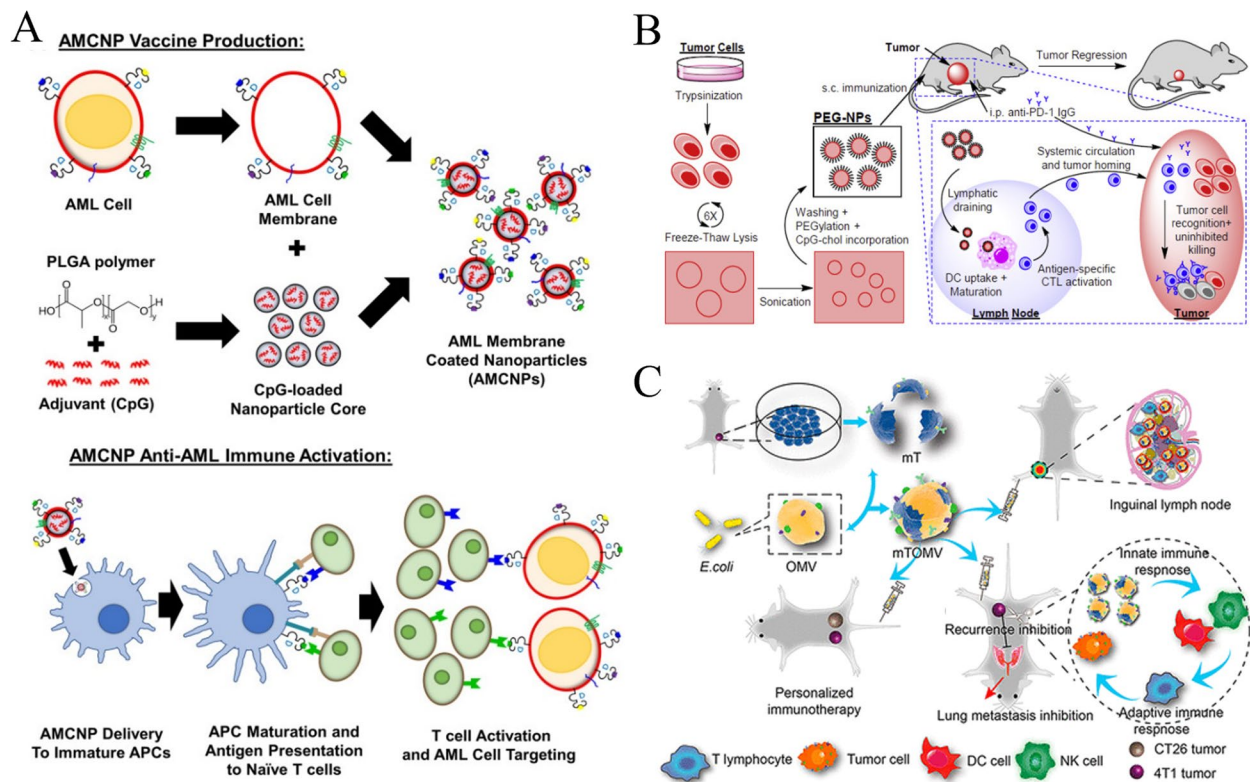 A
AMCNP Vaccine Production:
AML Cell
AML Cell
Membrane
+
PLGA polymer
HO
O
O
x
O
O
y
H
+
Adjuvant (CpG)
CpG-loaded
Nanoparticle Core
AML Membrane
Coated Nanoparticles
(AMCNPs)
AMCNP Anti-AML Immune Activation:
AMCNP Delivery
To Immature APCs
APC Maturation and
Antigen Presentation
to Naïve T cells
T cell Activation
and AML Cell Targeting
B
Tumor Cells
Trypsinization
6X
Freeze-Thaw Lysis
Sonication
Washing +
PEGylation +
CpG-chol incorporation
PEG-NPs
s.c. immunization
Tumor
Tumor Regression
i.p. anti-PD-1 IgG
Systemic circulation
and tumor homing
Lymphatic
draining
DC uptake +
Maturation
Antigen-specific
CTL activation
Lymph Node
Tumor cell
recognition+
uninhibited
killing
Tumor
C
mT
E.coli
OMV
mTOMV
Inguinal lymph node
Personalized
immunotherapy
Recurrence inhibition
Lung metastasis inhibition
Innate immune
respnose
Adaptive immune
respnose
T lymphocyte
Tumor cell
DC cell
NK cell
CT26 tumor
4T1 tumor